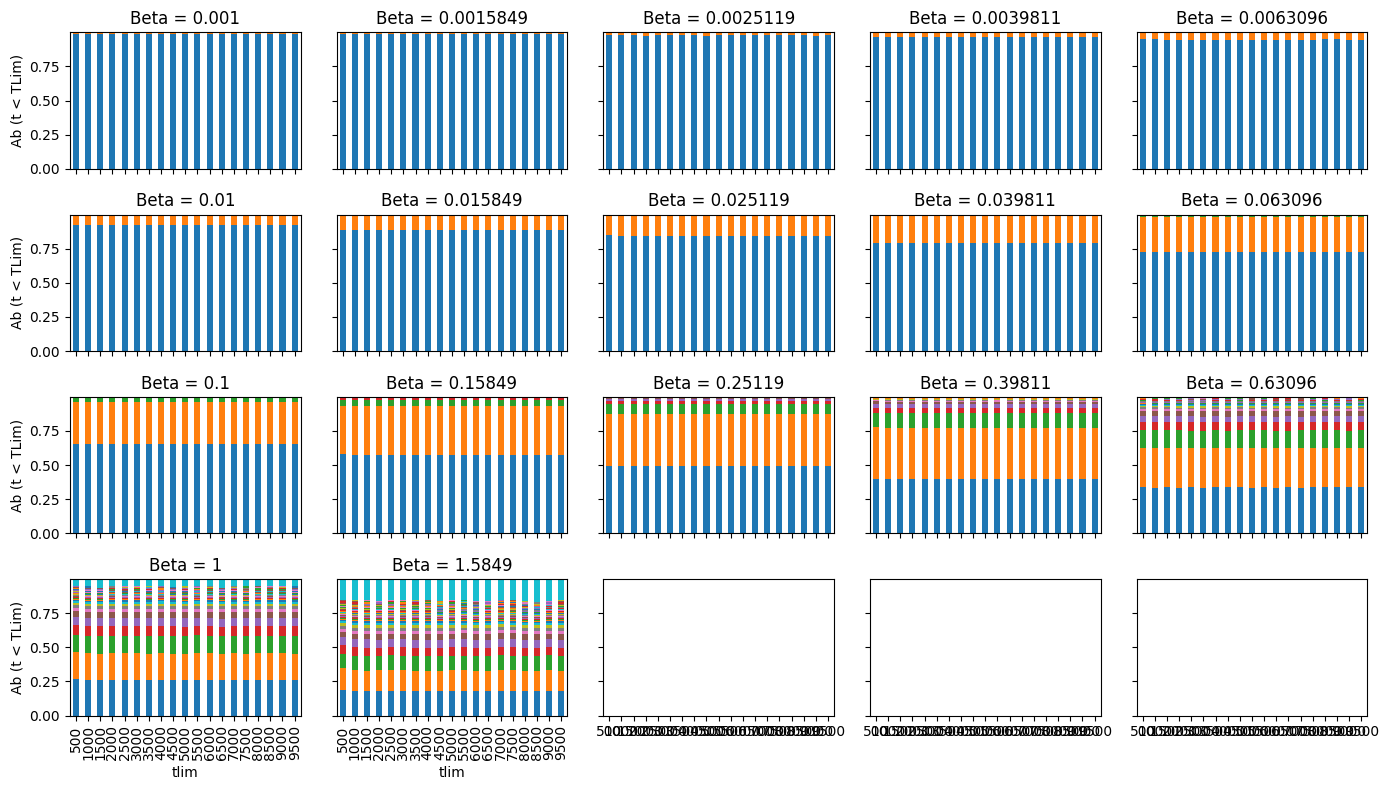 Beta = 0.001 Beta = 0.0015849 Beta = 0.0025119 Beta = 0.0039811 Beta = 0.0063096
Ab (t < TLim)
0.75
0.50
0.25
0.00
Beta = 0.01 Beta = 0.015849 Beta = 0.025119 Beta = 0.039811 Beta = 0.063096
Ab (t < TLim)
0.75
0.50
0.25
0.00
Beta = 0.1 Beta = 0.15849 Beta = 0.25119 Beta = 0.39811 Beta = 0.63096
Ab (t < TLim)
0.75
0.50
0.25
0.00
Beta = 1 Beta = 1.5849
Ab (t < TLim)
0.75
0.50
0.25
0.00
500 1000 1500 2000 2500 3000 3500 4000 4500 5000 5500 6000 6500 7000 7500 8000 8500 9000 9500
500 1000 1500 2000 2500 3000 3500 4000 4500 5000 5500 6000 6500 7000 7500 8000 8500 9000 9500
tlim tlim